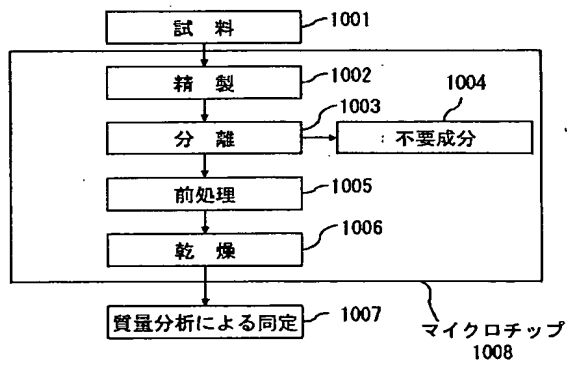 試 料 1001
精 製 1002
分 離 1003
不要成分 1004
前処理 1005
乾 燥 1006
質量分析による同定 1007
マイクロチップ
1008